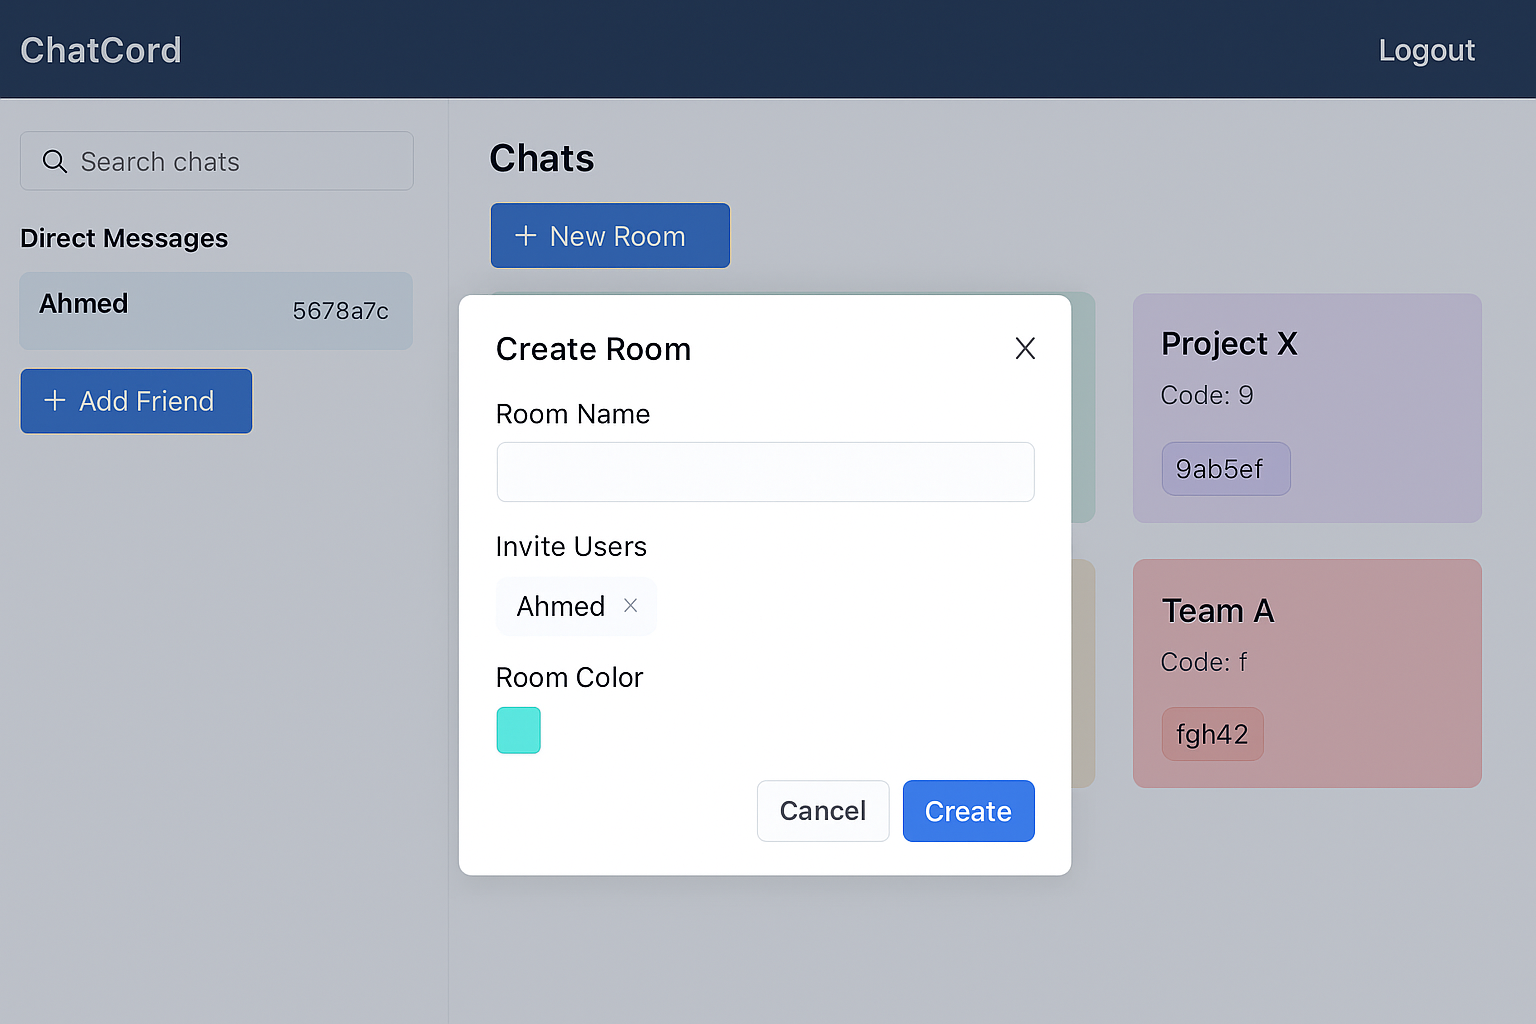 ChatCord
Logout
Search chats
Direct Messages
Ahmed
5678a7c
+ Add Friend
Chats
+ New Room
Create Room
Room Name
Invite Users
Ahmed
Room Color
Cancel
Create
Project X
Code: 9
9ab5ef
Team A
Code: f
fgh42